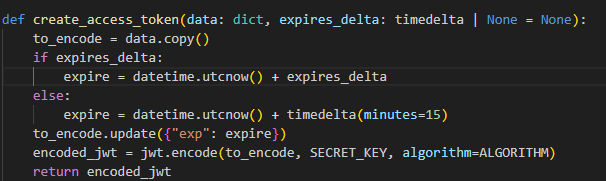 def create_access_token(data: dict, expires_delta: timedelta | None = None):
    to_encode = data.copy()
    if expires_delta:
        expire = datetime.utcnow() + expires_delta
    else:
        expire = datetime.utcnow() + timedelta(minutes=15)
    to_encode.update({"exp": expire})
    encoded_jwt = jwt.encode(to_encode, SECRET_KEY, algorithm=ALGORITHM)
    return encoded_jwt